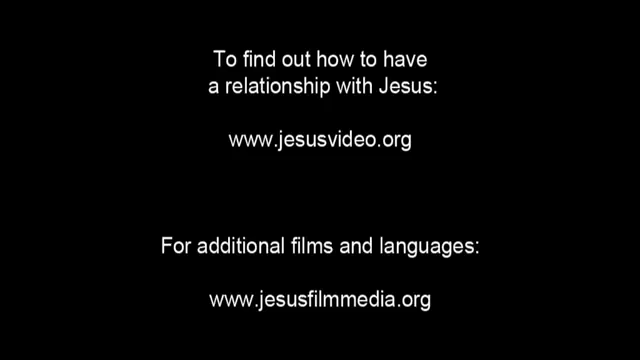 To find out how to have
a relationship with Jesus:
www.jesusvideo.org
For additional films and languages:
www.jesusfilmmedia.org